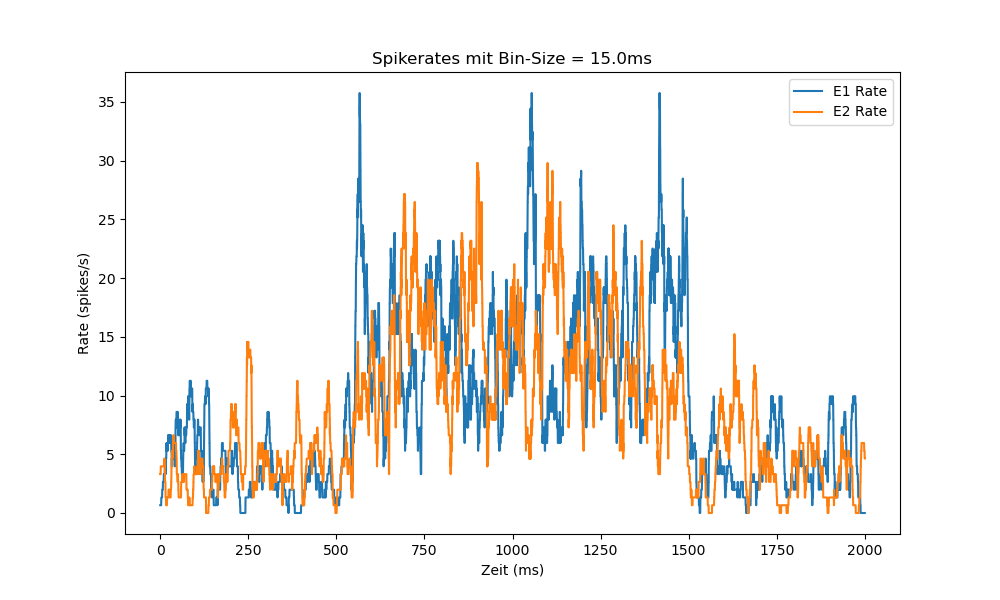 Spikerates mit Bin-Size = 15.0ms
E1 Rate
E2 Rate
35
30
25
20
15
10
5
0
Rate (spikes/s)
0 250 500 750 1000 1250 1500 1750 2000
Zeit (ms)